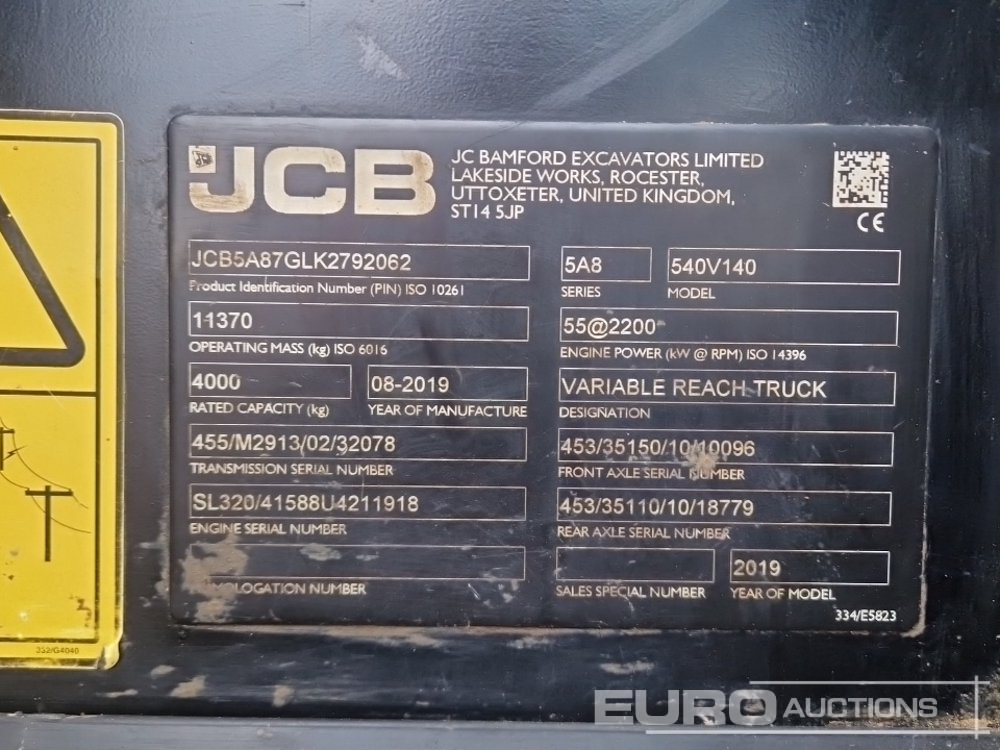 JCB
JC BAMFORD EXCAVATORS LIMITED
LAKESIDE WORKS, ROCESTER,
UTTOXETER, UNITED KINGDOM,
ST14 5JP
CE
JCB5A87GLK2792062
Product Identification Number (PIN) ISO 10261
5A8
SERIES
540V140
MODEL
11370
OPERATING MASS (kg) ISO 6016
55@2200
ENGINE POWER (kW @ RPM) ISO 14396
4000
RATED CAPACITY (kg)
08-2019
YEAR OF MANUFACTURE
VARIABLE REACH TRUCK
DESIGNATION
455/M2913/02/32078
TRANSMISSION SERIAL NUMBER
453/35150/10/10096
FRONT AXLE SERIAL NUMBER
SL320/41588U4211918
ENGINE SERIAL NUMBER
453/35110/10/18779
REAR AXLE SERIAL NUMBER
HOMOLOGATION NUMBER
SALES SPECIAL NUMBER
2019
YEAR OF MODEL
334/E5823
332/G4040
EURO AUCTIONS